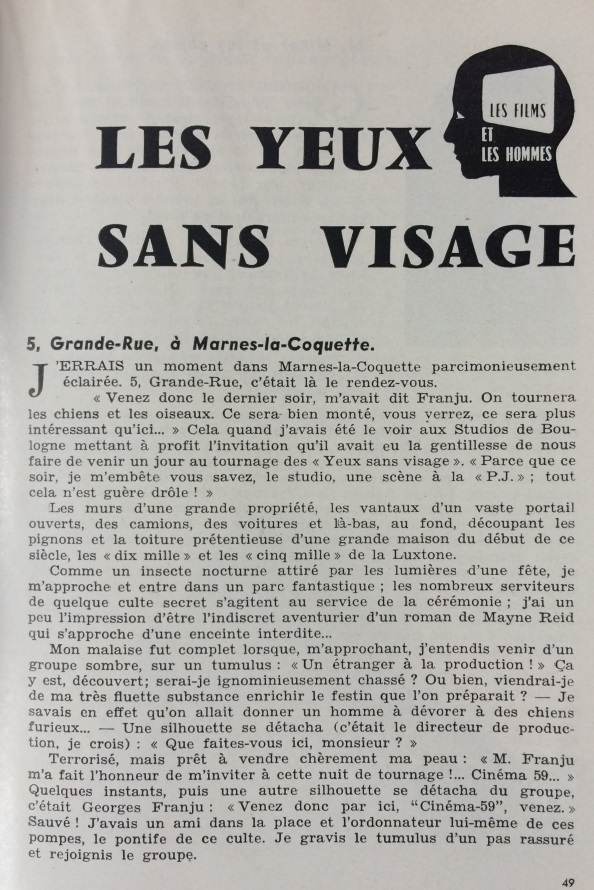 LES FILMS
ET
LES HOMMES
LES YEUX
SANS VISAGE
5, Grande-Rue, à Marnes-la-Coquette.
J'ERRAIS un moment dans Marnes-la-Coquette parcimonieusement
éclairée. 5, Grande-Rue, c'était là le rendez-vous.
« Venez donc le dernier soir, m'avait dit Franju. On tournera
les chiens et les oiseaux. Ce sera bien monté, vous verrez, ce sera plus
intéressant qu'ici... » Cela quand j'avais été le voir aux Studios de Bou-
logne mettant à profit l'invitation qu'il avait eu la gentillesse de nous
faire de venir un jour au tournage des « Yeux sans visage ». « Parce que ce
soir, je m'embête vous savez, le studio, une scène à la « P.J. » ; tout
cela n'est guère drôle ! »
Les murs d'une grande propriété, les vantaux d'un vaste portail
ouverts, des camions, des voitures et là-bas, au fond, découpant les
pignons et la toiture prétentieuse d'une grande maison du début de ce
siècle, les « dix mille » et les « cinq mille » de la Luxtone.
Comme un insecte nocturne attiré par les lumières d'une fête, je
m'approche et entre dans un parc fantastique ; les nombreux serviteurs
de quelque culte secret s'agitent au service de la cérémonie ; j'ai un
peu l'impression d'être l'indiscret aventurier d'un roman de Mayne Reid
qui s'approche d'une enceinte interdite...
Mon malaise fut complet lorsque, m'approchant, j'entendis venir d'un
groupe sombre, sur un tumulus : « Un étranger à la production ! » Ça
y est, découvert; serai-je ignominieusement chassé ? Ou bien, viendrai-je
de ma très fluette substance enrichir le festin que l'on préparait ? — Je
savais en effet qu'on allait donner un homme à dévorer à des chiens
furieux... — Une silhouette se détacha (c'était le directeur de produc-
tion, je crois) : « Que faites-vous ici, monsieur ? »
Terrorisé, mais prêt à vendre chèrement ma peau : « M. Franju
m'a fait l'honneur de m'inviter à cette nuit de tournage !... Cinéma 59... »
Quelques instants, puis une autre silhouette se détacha du groupe,
c'était Georges Franju : « Venez donc par ici, "Cinéma-59", venez. »
Sauvé ! J'avais un ami dans la place et l'ordonnateur lui-même de ces
pompes, le pontife de ce culte. Je gravis le tumulus d'un pas rassuré
et rejoignis le groupe.
49